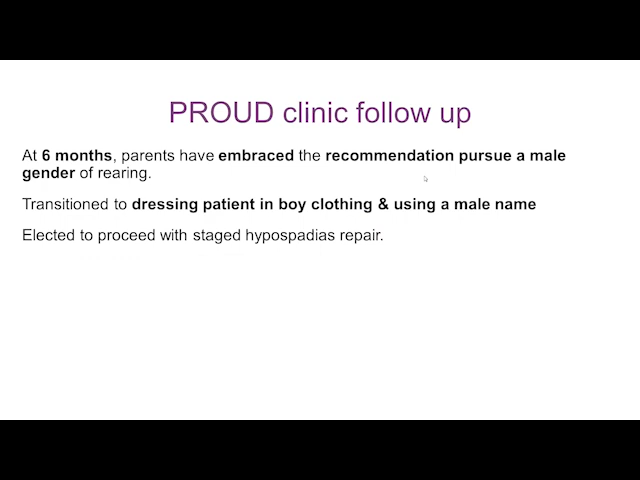 PROUD clinic follow up
At 6 months, parents have embraced the recommendation pursue a male
gender of rearing.
Transitioned to dressing patient in boy clothing & using a male name
Elected to proceed with staged hypospadias repair.